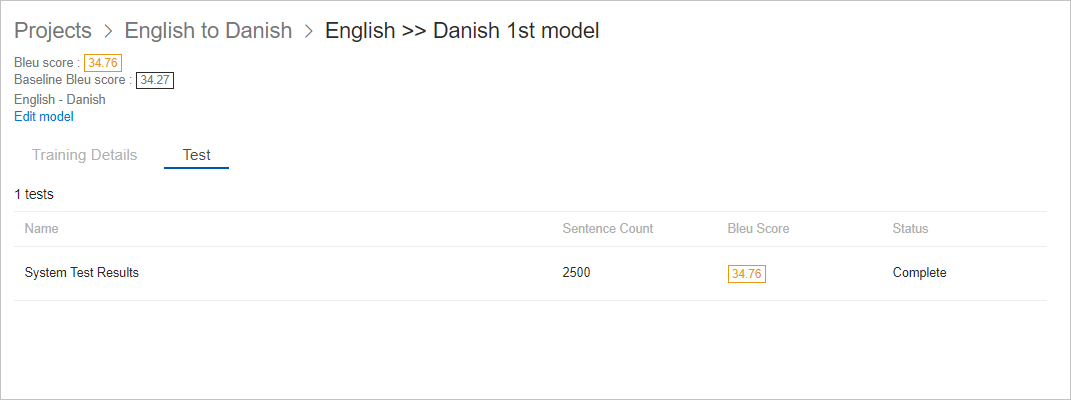 Projects > English to Danish > English >> Danish 1st model
Bleu score : 34.76
Baseline Bleu score : 34.27
English - Danish
Edit model
Training Details Test
1 tests
Name Sentence Count Bleu Score Status
System Test Results 2500 34.76 Complete